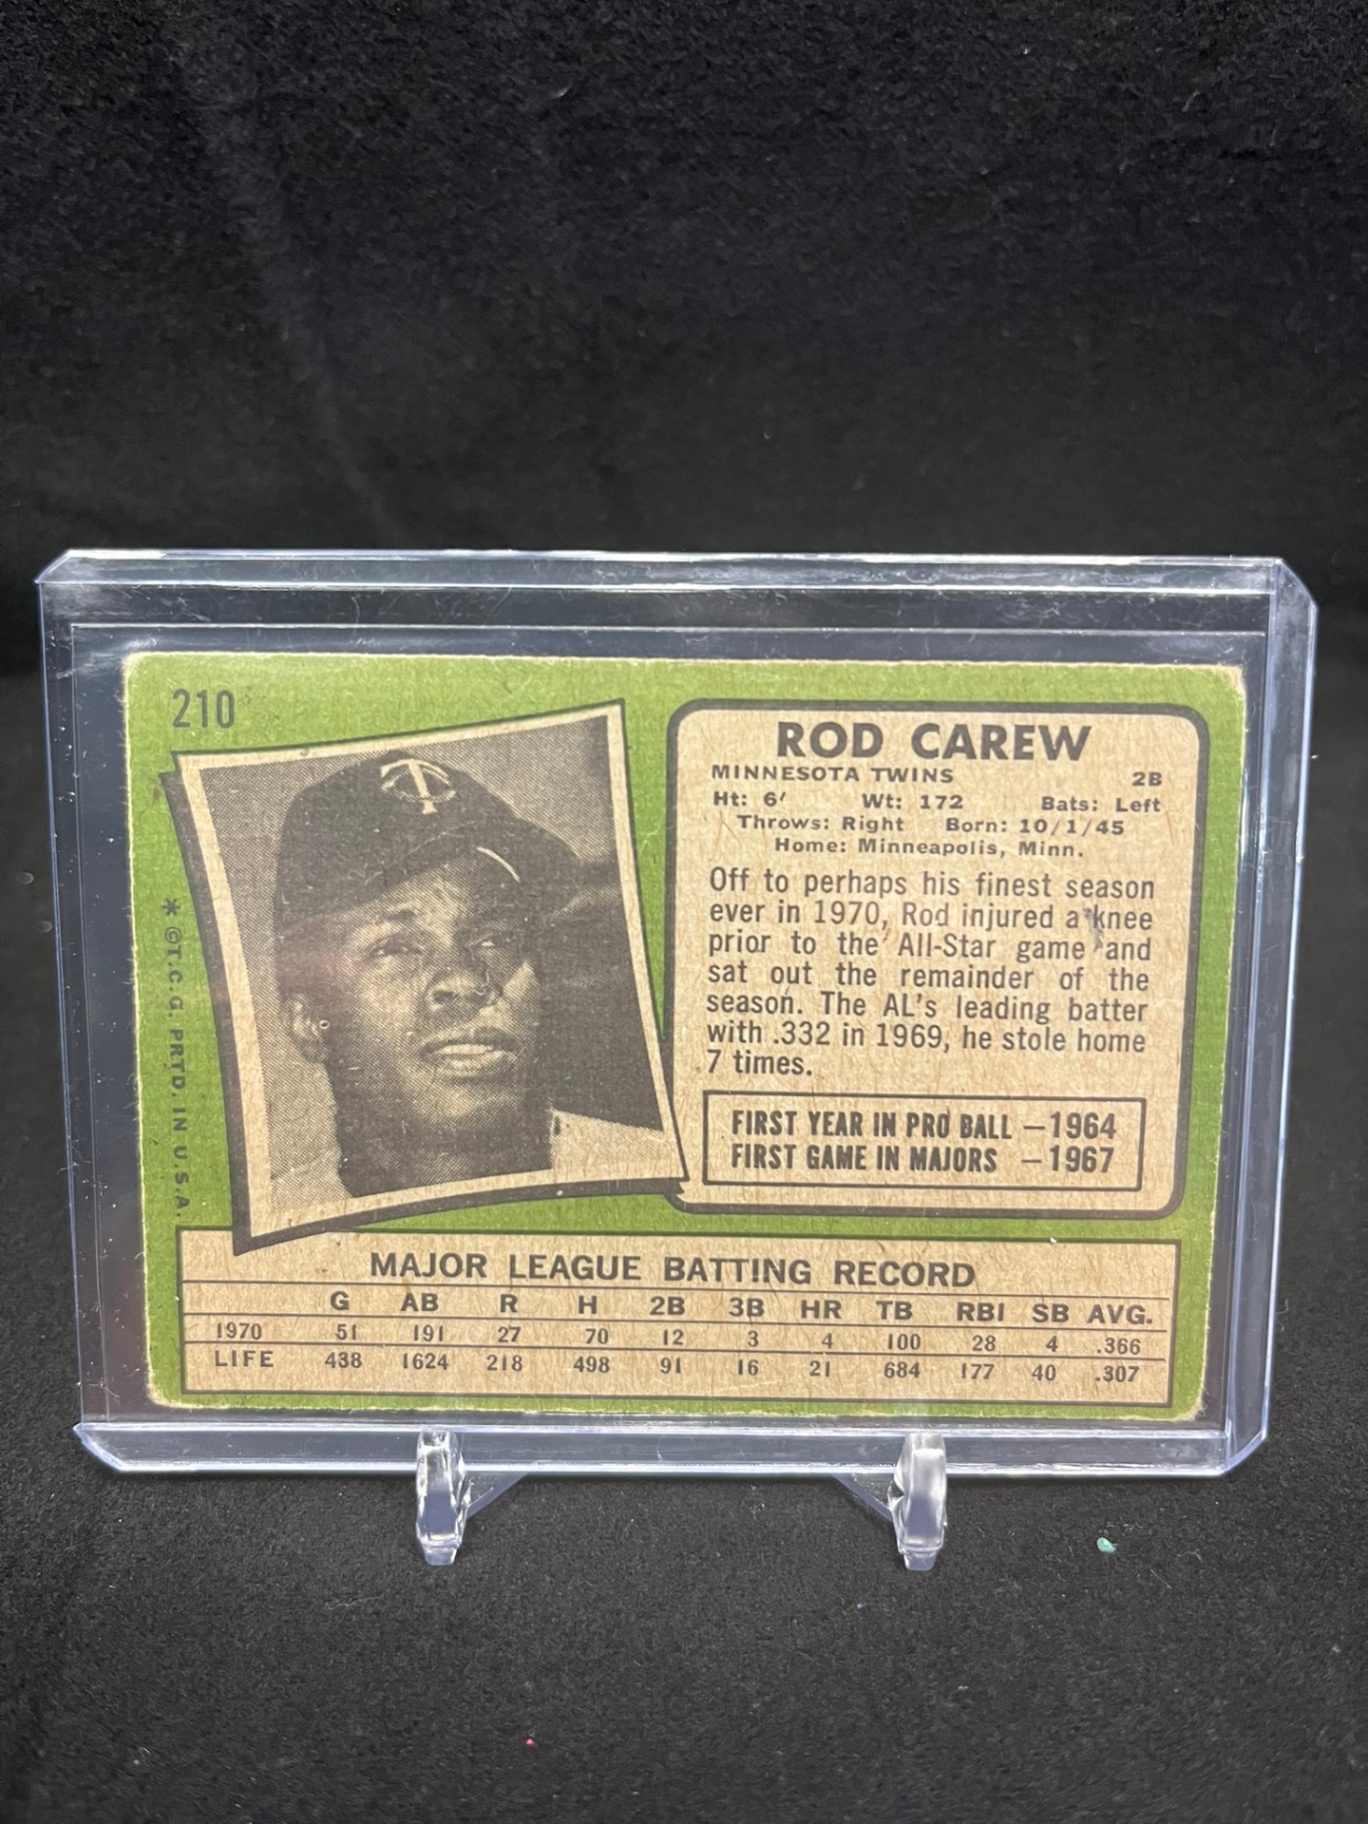 210
ROD CAREW
MINNESOTA TWINS 2B
Ht: 6' Wt: 172 Bats: Left
Throws: Right Born: 10/1/45
Home: Minneapolis, Minn.
Off to perhaps his finest season
ever in 1970, Rod injured a knee
prior to the All-Star game and
sat out the remainder of the
season. The AL's leading batter
with .332 in 1969, he stole home
7 times.
FIRST YEAR IN PRO BALL —1964
FIRST GAME IN MAJORS —1967
* ©T.C.G. PRTD. IN U.S.A.
MAJOR LEAGUE BATTING RECORD
G AB R H 2B 3B HR TB RBI SB AVG.
1970 51 191 27 70 12 3 4 100 28 4 .366
LIFE 438 1624 218 498 91 16 21 684 177 40 .307